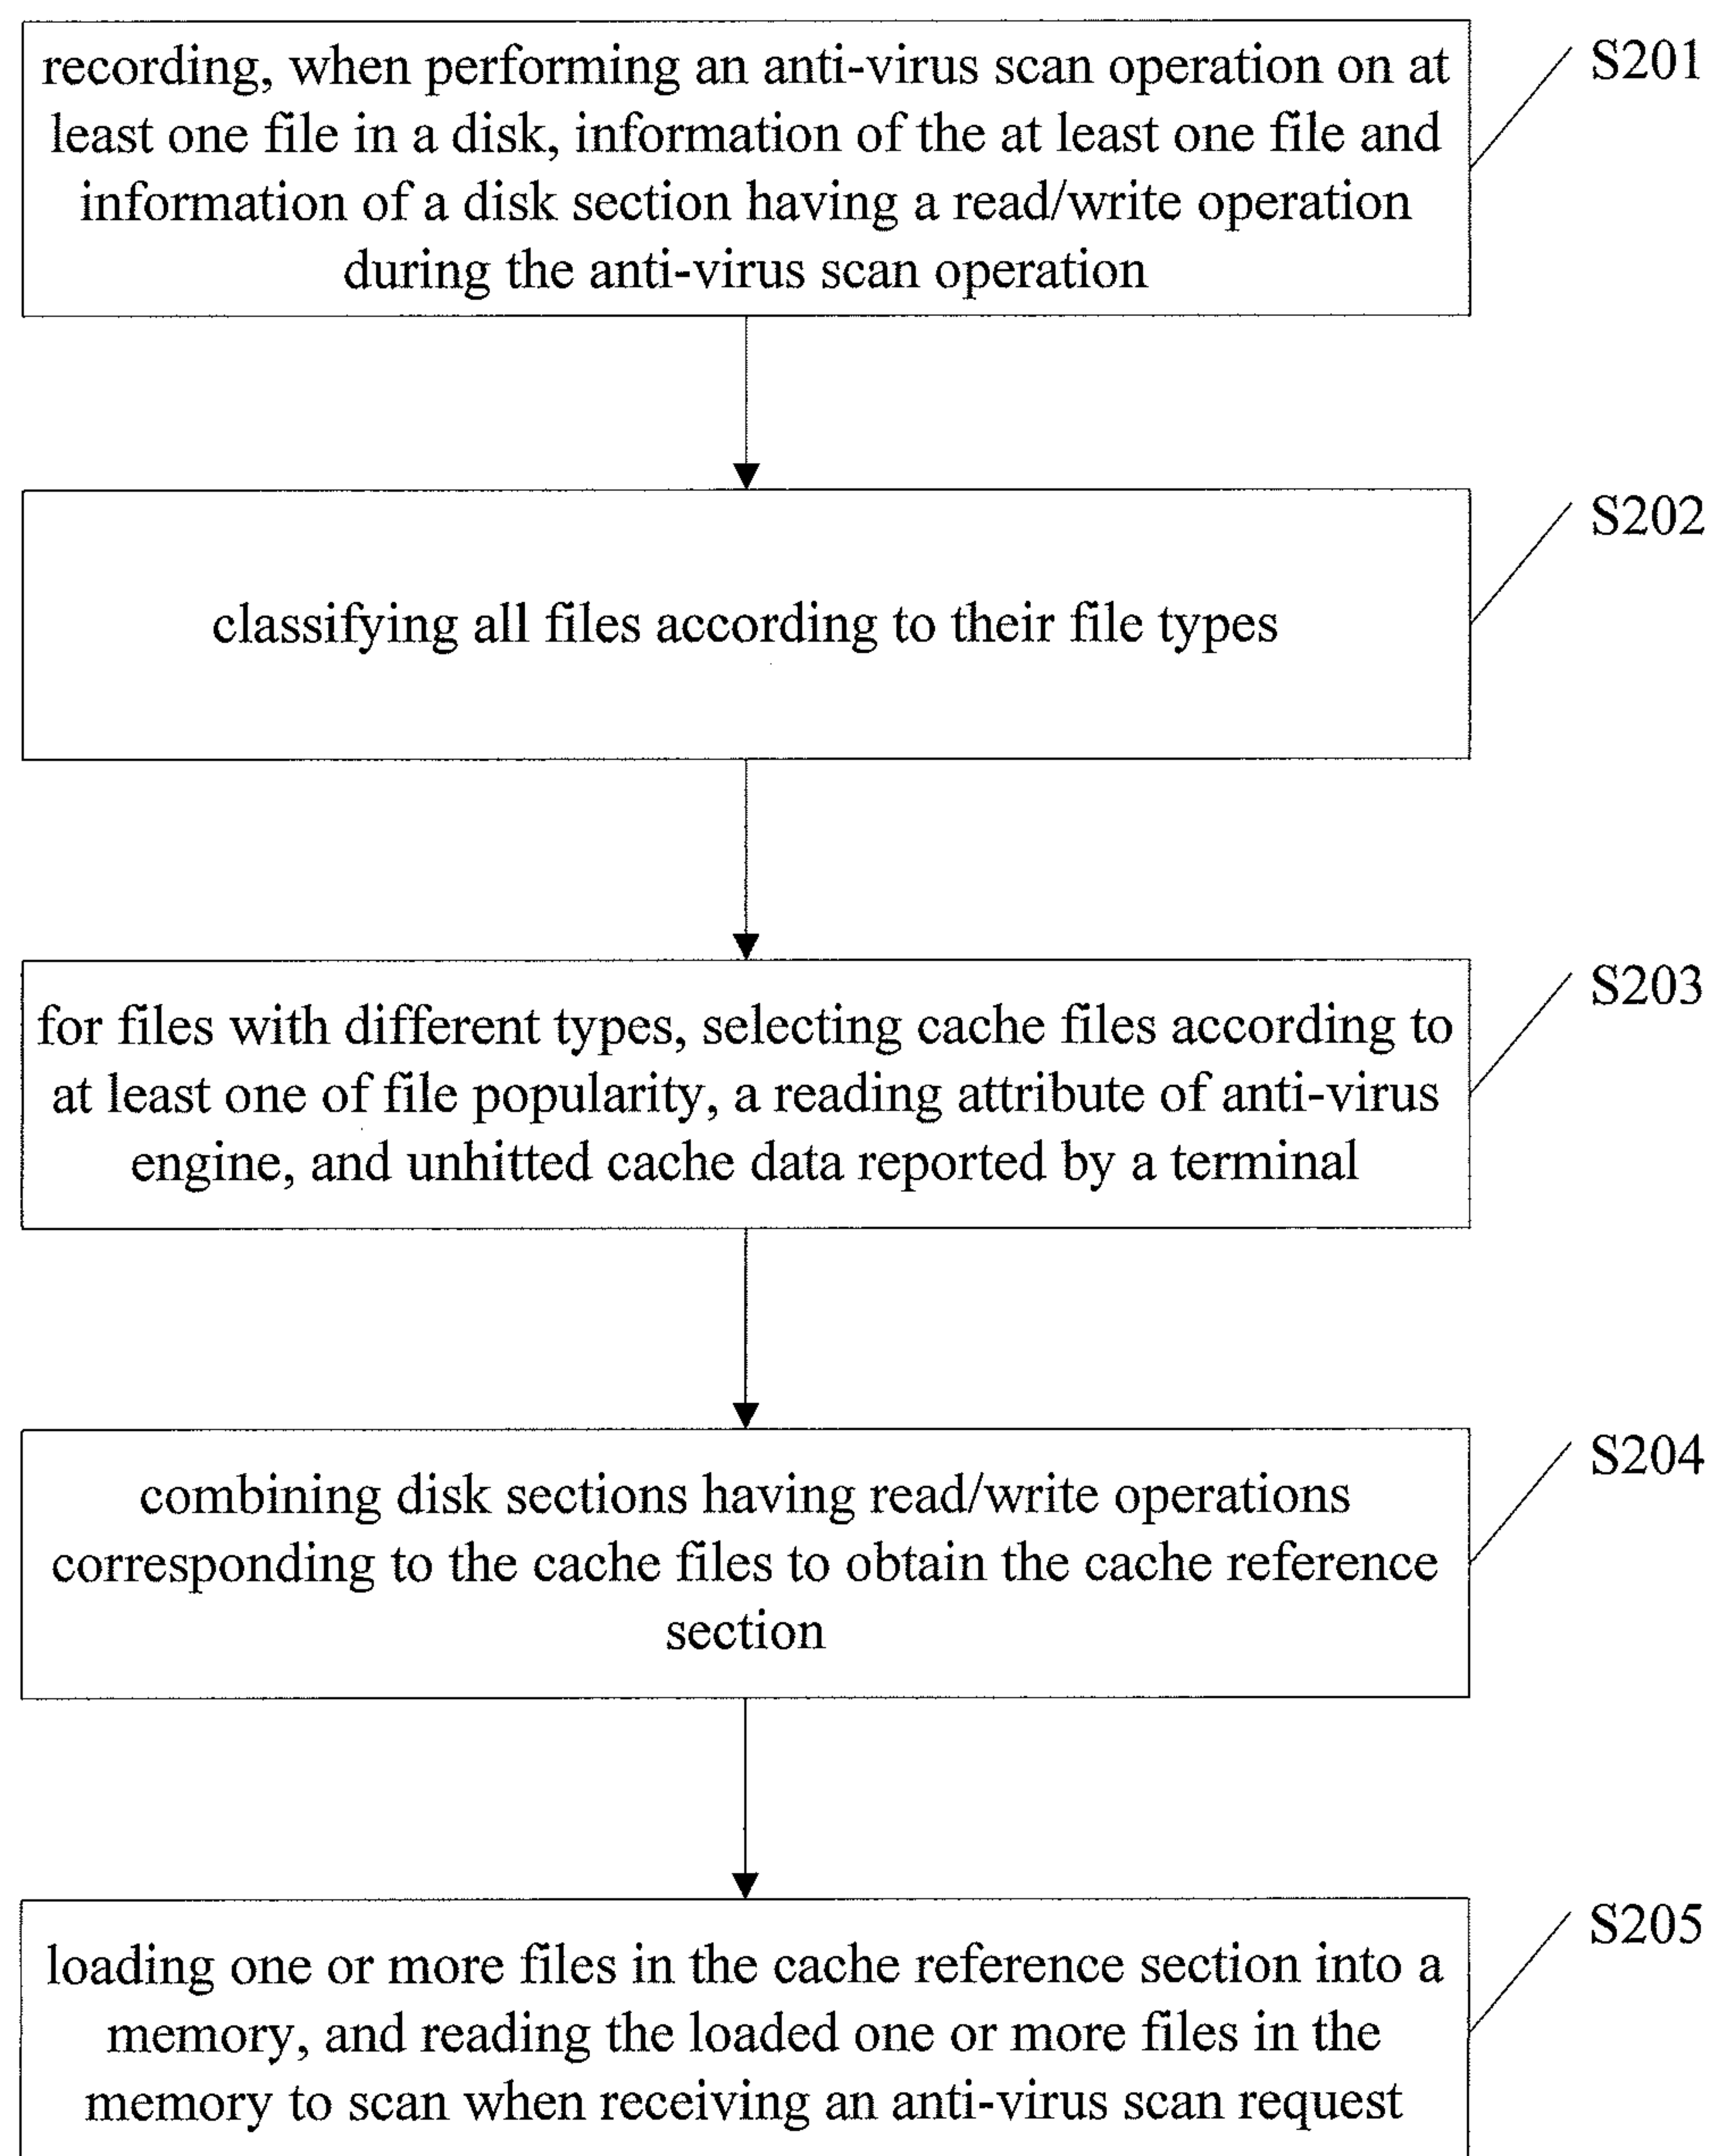 recording, when performing an anti-virus scan operation on at
least one file in a disk, information of the at least one file and
information of a disk section having a read/write operation
during the anti-virus scan operation
S201
classifying all files according to their file types
S202
for files with different types, selecting cache files according to
at least one of file popularity, a reading attribute of anti-virus
engine, and unhitted cache data reported by a terminal
S203
combining disk sections having read/write operations
corresponding to the cache files to obtain the cache reference
section
S204
loading one or more files in the cache reference section into a
memory, and reading the loaded one or more files in the
memory to scan when receiving an anti-virus scan request
S205